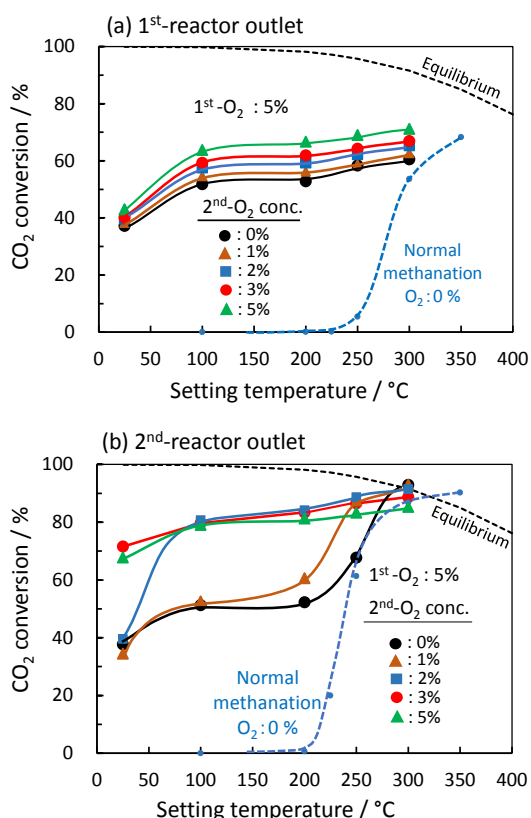 (a) 1st-reactor outlet
100
80
60
40
20
0
CO2 conversion / %
Equilibrium
1st-O2 : 5%
2nd-O2 conc.
: 0%
: 1%
: 2%
: 3%
: 5%
Normal
methanation
O2:0 %
0 50 100 150 200 250 300 350 400
Setting temperature / °C
(b) 2nd-reactor outlet
100
80
60
40
20
0
CO2 conversion / %
Equilibrium
1st-O2 : 5%
2nd-O2 conc.
: 0%
: 1%
: 2%
: 3%
: 5%
Normal
methanation
O2:0 %
0 50 100 150 200 250 300 350 400
Setting temperature / °C